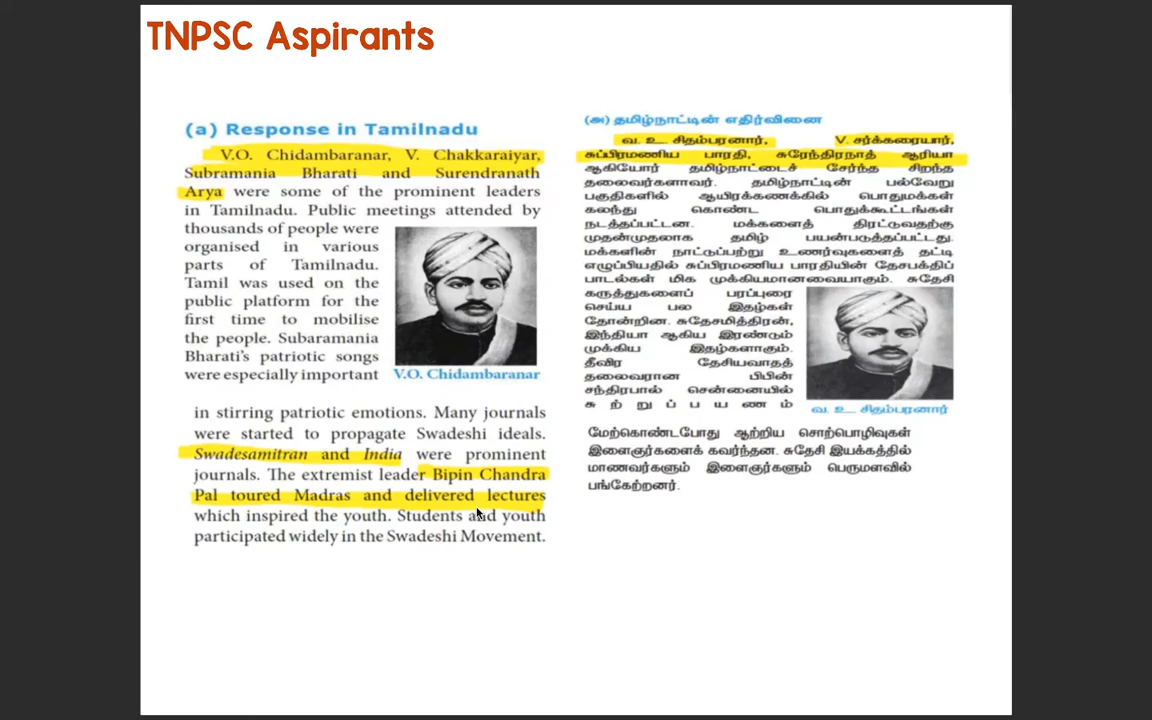 TNPSC Aspirants
(a) Response in Tamilnadu
V.O. Chidambaranar, V. Chakkaraiyar,
Subramania Bharati and Surendranath
Arya were some of the prominent leaders
in Tamilnadu. Public meetings attended by
thousands of people were
organised in various
parts of Tamilnadu.
Tamil was used on the
public platform for the
first time to mobilise
the people. Subaramania
Bharati's patriotic songs
were especially important
V.O. Chidambaranar
in stirring patriotic emotions. Many journals
were started to propagate Swadeshi ideals.
Swadesamitran and India were prominent
journals. The extremist leader Bipin Chandra
Pal toured Madras and delivered lectures
which inspired the youth. Students and youth
participated widely in the Swadeshi Movement.
(அ) தமிழ்நாட்டின் எதிர்வினை
வ. உ. சிதம்பரனார், V. சர்க்கரையார்,
சுப்பிரமணிய பாரதி, சுரேந்திரநாத் ஆரியா
ஆகியோர் தமிழ்நாட்டைச் சேர்ந்த சிறந்த
தலைவர்களாவர். தமிழ்நாட்டின் பல்வேறு
பகுதிகளில் ஆயிரக்கணக்கில் பொதுமக்கள்
கலந்து கொண்ட பொதுக்கூட்டங்கள்
நடத்தப்பட்டன. மக்களைத் திரட்டுவதற்கு
முதன்முதலாக தமிழ் பயன்படுத்தப்பட்டது.
மக்களின் நாட்டுப்பற்று உணர்வுகளைத் தட்டி
எழுப்பியதில் சுப்பிரமணிய பாரதியின் தேசபக்திப்
பாடல்கள் மிக முக்கியமானவையாகும். சுதேசி
கருத்துகளைப் பரப்புரை
செய்ய பல இதழ்கள்
தோன்றின. சுதேசமித்திரன்,
இந்தியா ஆகிய இரண்டும்
முக்கிய இதழ்களாகும்.
தீவிர தேசியவாதத்
தலைவரான பிபின்
சந்திரபால் சென்னையில்
சு ற் று ப் ப ய ண ம்
வ. உ. சிதம்பரனார்
மேற்கொண்டபோது ஆற்றிய சொற்பொழிவுகள்
இளைஞர்களைக் கவர்ந்தன. சுதேசி இயக்கத்தில்
மாணவர்களும் இளைஞர்களும் பெருமளவில்
பங்கேற்றனர்.